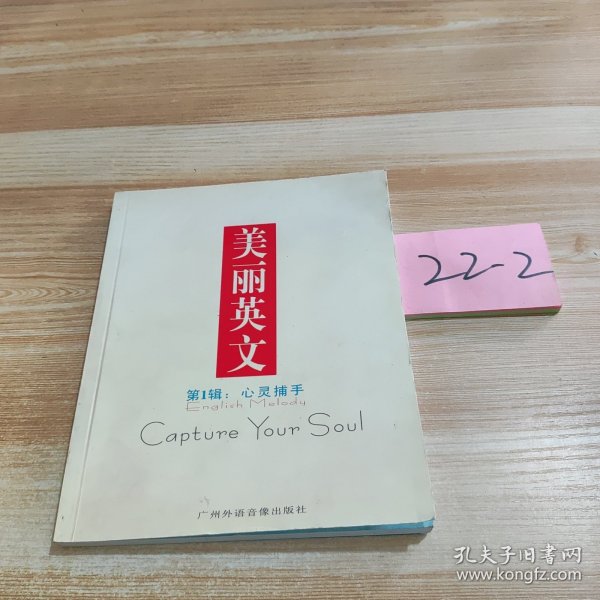 美丽英文
第1辑：心灵捕手
English Melody
Capture Your Soul
广州外语音像出版社
22-2
孔夫子旧书网
www.kongfz.com